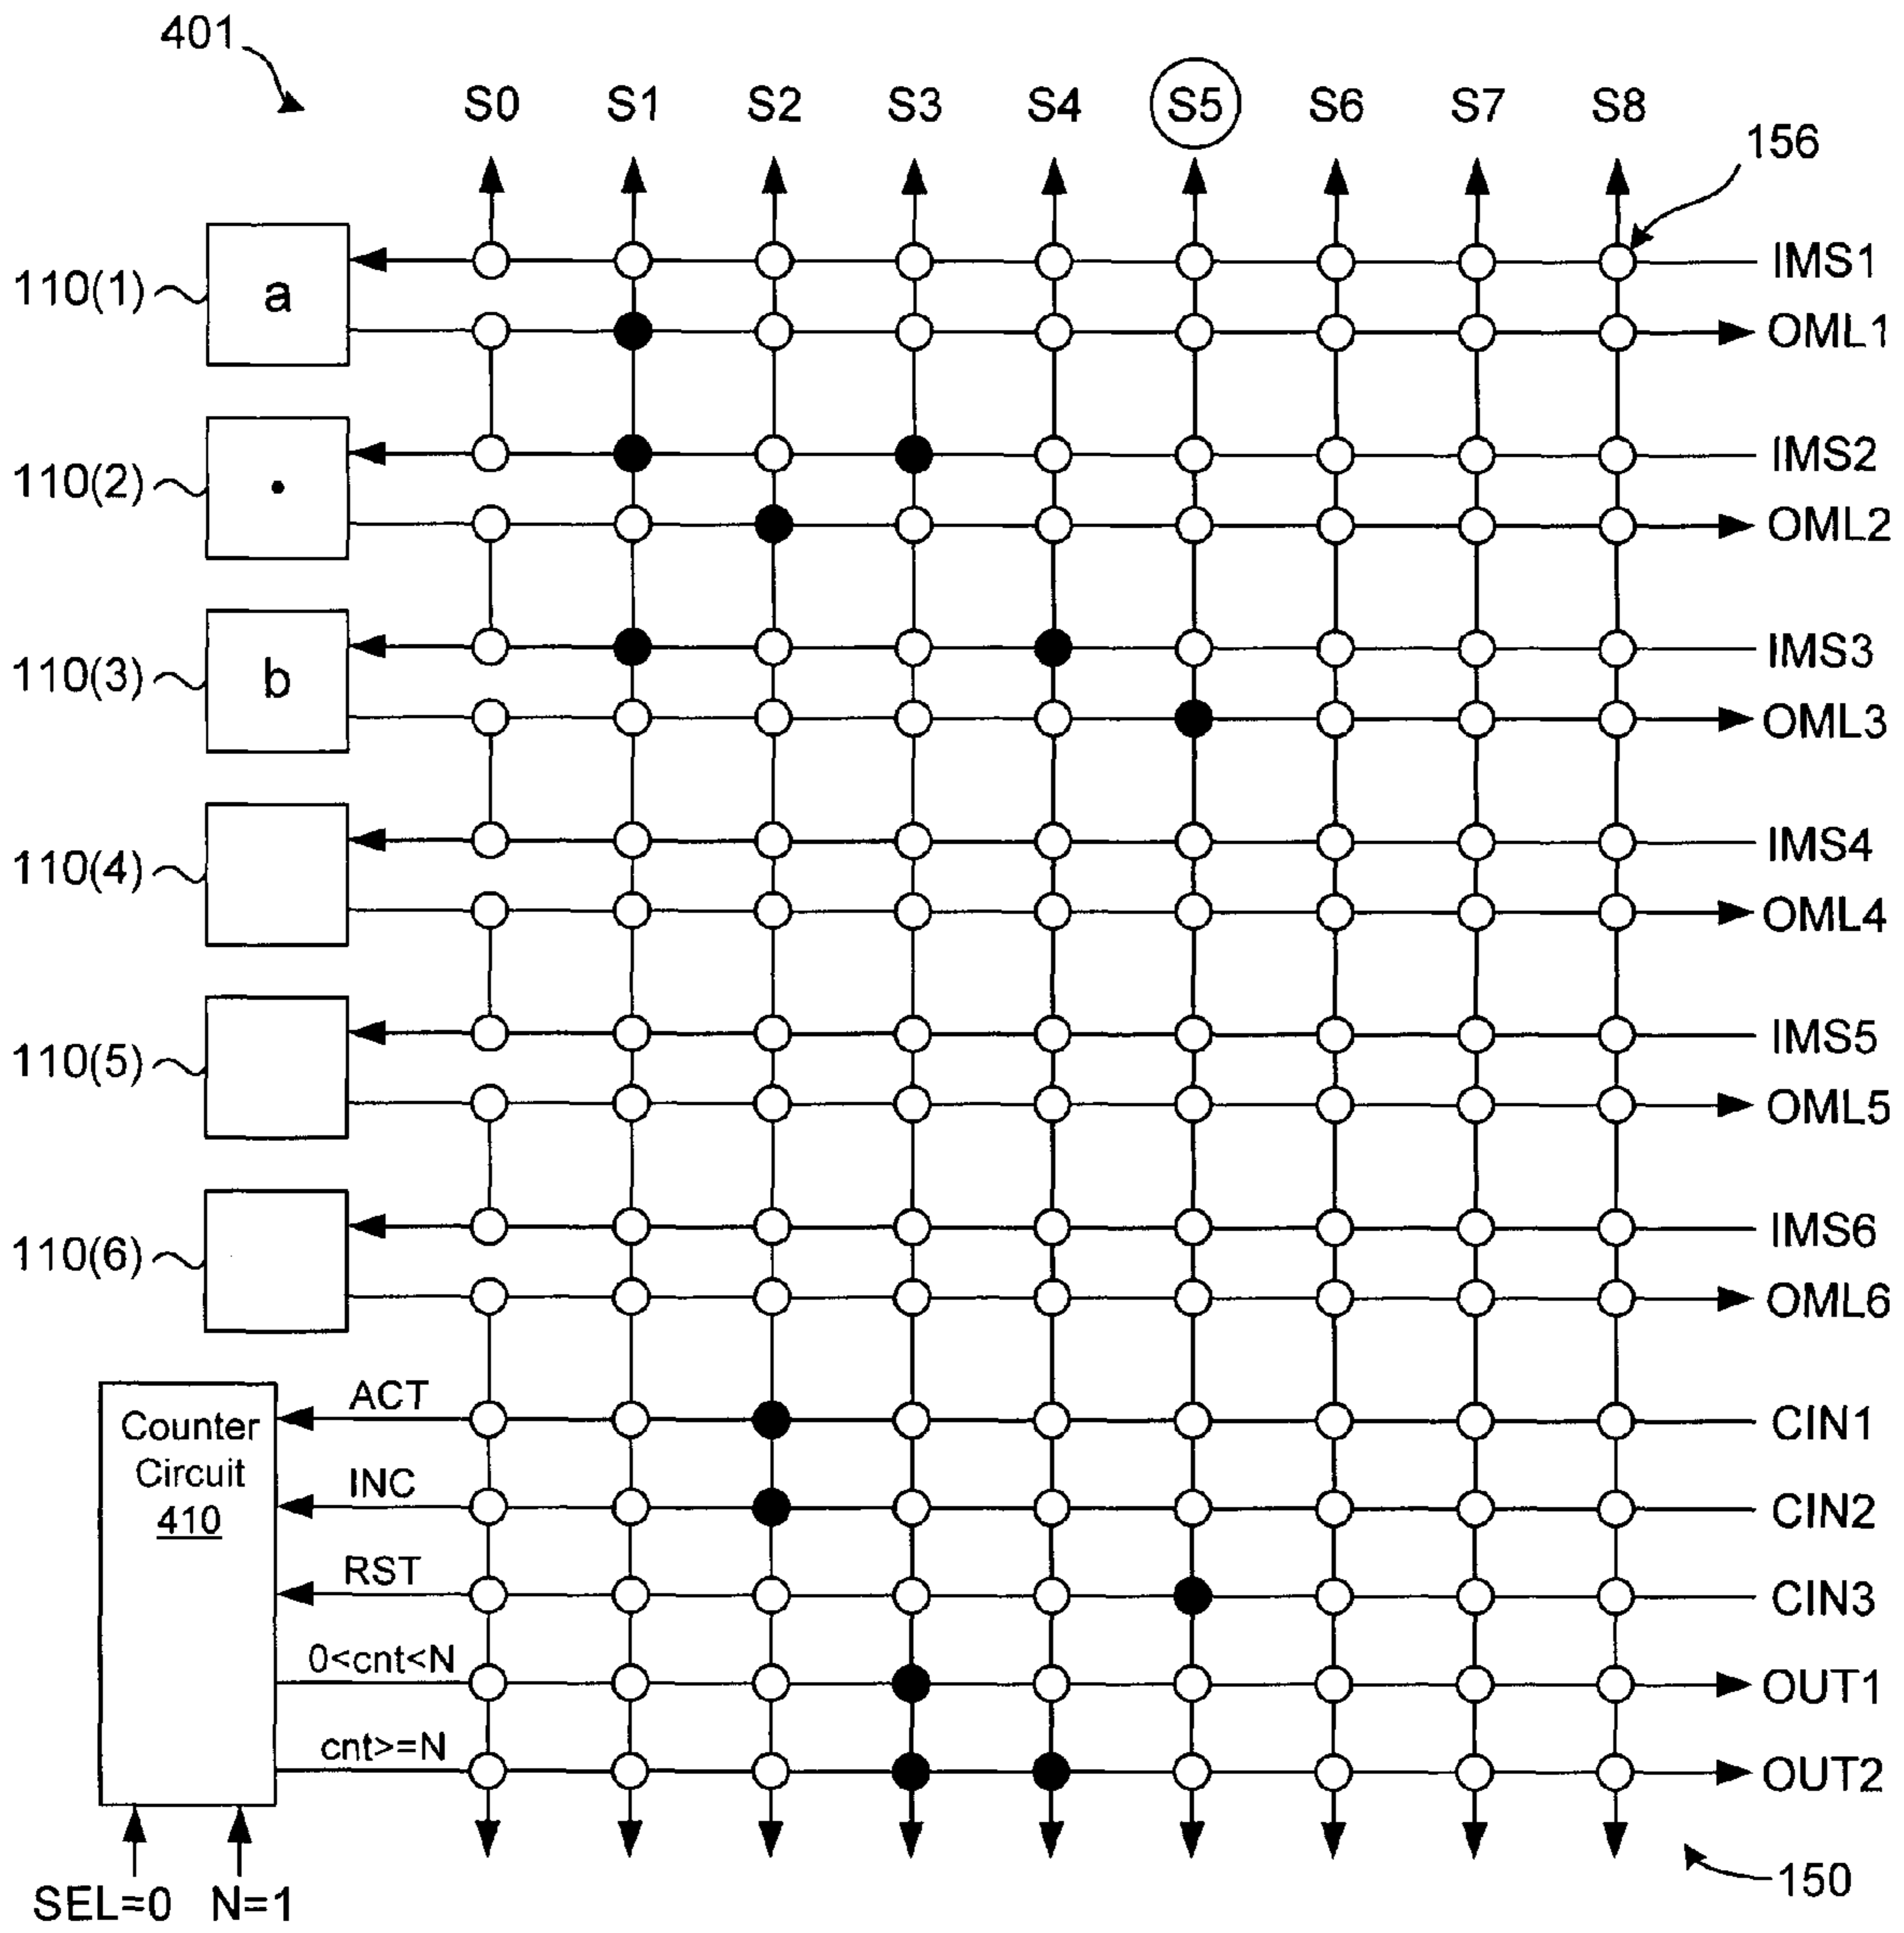 401
S0 S1 S2 S3 S4 S5 S6 S7 S8
156
110(1) a IMS1
OML1
110(2) • IMS2
OML2
110(3) b IMS3
OML3
110(4) IMS4
OML4
110(5) IMS5
OML5
110(6) IMS6
OML6
Counter
Circuit
410
ACT CIN1
INC CIN2
RST CIN3
0<cnt<N OUT1
cnt>=N OUT2
SEL=0 N=1
150